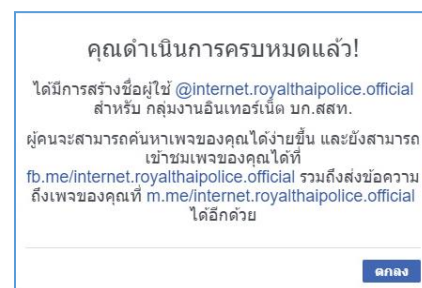 คุณดำเนินการครบหมดแล้ว!
ได้มีการสร้างชื่อผู้ใช้ @internet.royalthaipolice.official
สำหรับ กลุ่มงานอินเทอร์เน็ต บก.สสท.
ผู้คนจะสามารถค้นหาเพจของคุณได้ง่ายขึ้น และยังสามารถ
เข้าชมเพจของคุณได้ที่
fb.me/internet.royalthaipolice.official รวมถึงส่งข้อความ
ถึงเพจของคุณที่ m.me/internet.royalthaipolice.official
ได้อีกด้วย
ตกลง